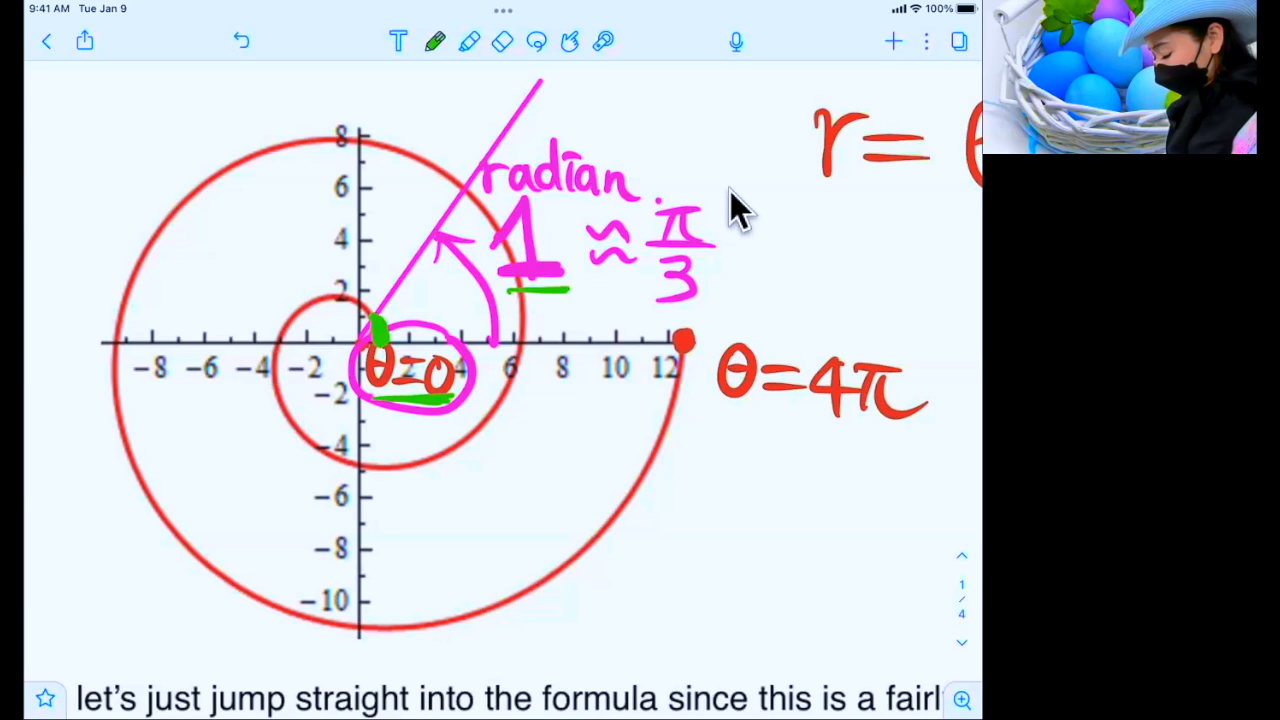 9:41 AM Tue Jan 9
100%
r =
radian
1 ≈ π/3
8
6
4
2
−8 −6 −4 −2 2 4 6 8 10 12
θ=0
θ=4π
−2
−4
−6
−8
−10
1
/
4
let's just jump straight into the formula since this is a fairl